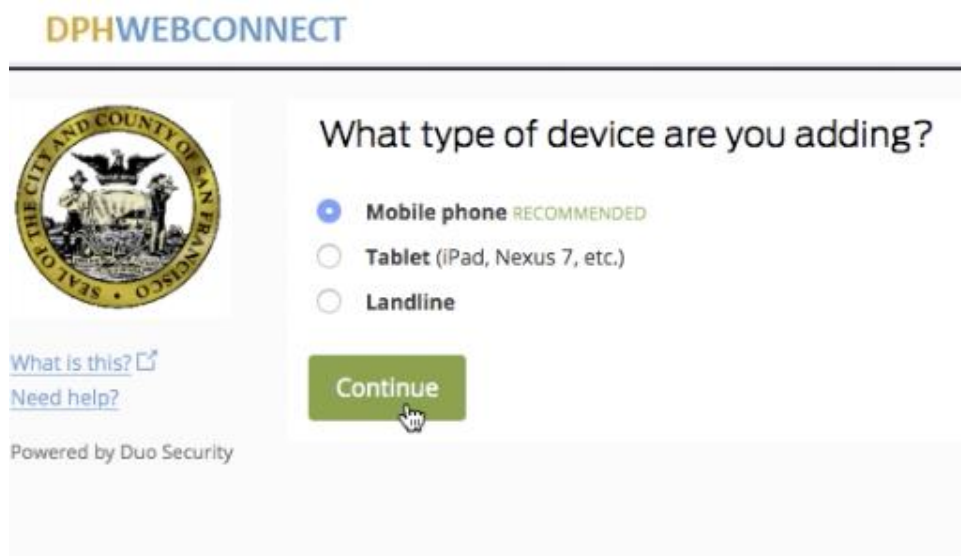 DPHWEBCONNECT
SEAL OF THE CITY AND COUNTY OF SAN FRANCISCO
What type of device are you adding?
Mobile phone RECOMMENDED
Tablet (iPad, Nexus 7, etc.)
Landline
Continue
What is this?
Need help?
Powered by Duo Security